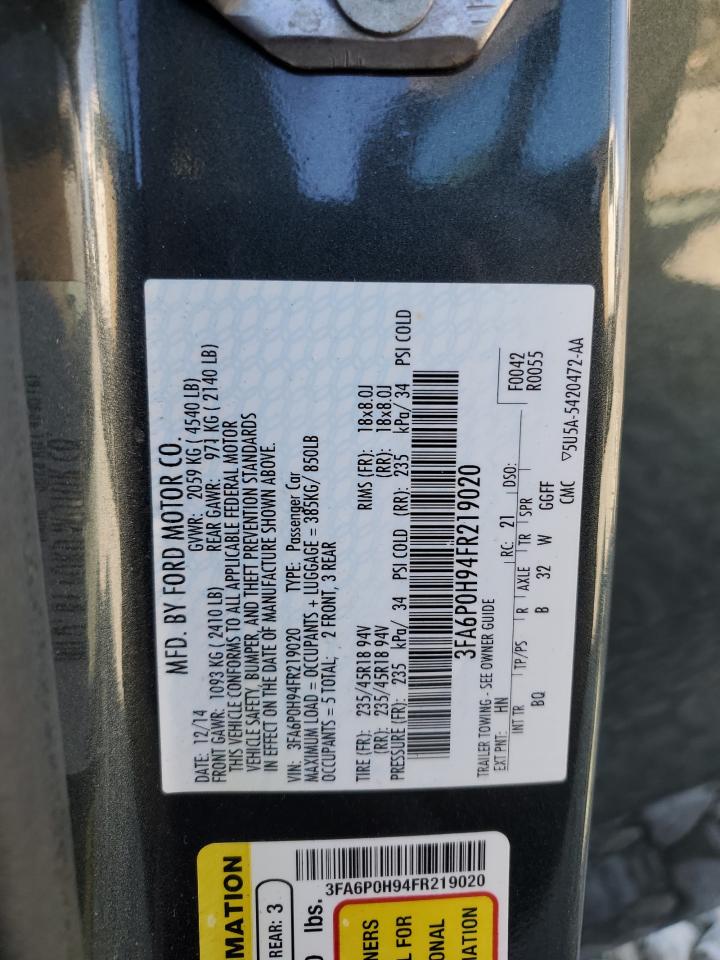 MFD. BY FORD MOTOR CO.
DATE: 12/14 GVWR: 2059 KG ( 4540 LB)
FRONT GAWR: 1093 KG ( 2410 LB) REAR GAWR: 971 KG ( 2140 LB)
THIS VEHICLE CONFORMS TO ALL APPLICABLE FEDERAL MOTOR
VEHICLE SAFETY, BUMPER, AND THEFT PREVENTION STANDARDS
IN EFFECT ON THE DATE OF MANUFACTURE SHOWN ABOVE.
VIN: 3FA6P0H94FR219020 TYPE: Passenger Car
MAXIMUM LOAD = OCCUPANTS + LUGGAGE = 385KG/ 850LB
OCCUPANTS = 5 TOTAL; 2 FRONT, 3 REAR
TIRE (FR): 235/45R18 94V RIMS (FR): 18x8.0J
(RR): 235/45R18 94V (RR): 18x8.0J
PRESSURE (FR): 235 kPa/ 34 PSI COLD (RR): 235 kPa/ 34 PSI COLD
3FA6P0H94FR219020
TRAILER TOWING - SEE OWNER GUIDE
F0042
R0055
EXT PNT: HN RC: 21 DSO:
INT TR TP/PS R AXLE TR SPR
BQ B 32 W GGFF
CMC ▽5U5A-5420472-AA
RMATION
REAR: 3
3FA6P0H94FR219020
0 lbs.
NERS
L FOR
ONAL
IATION